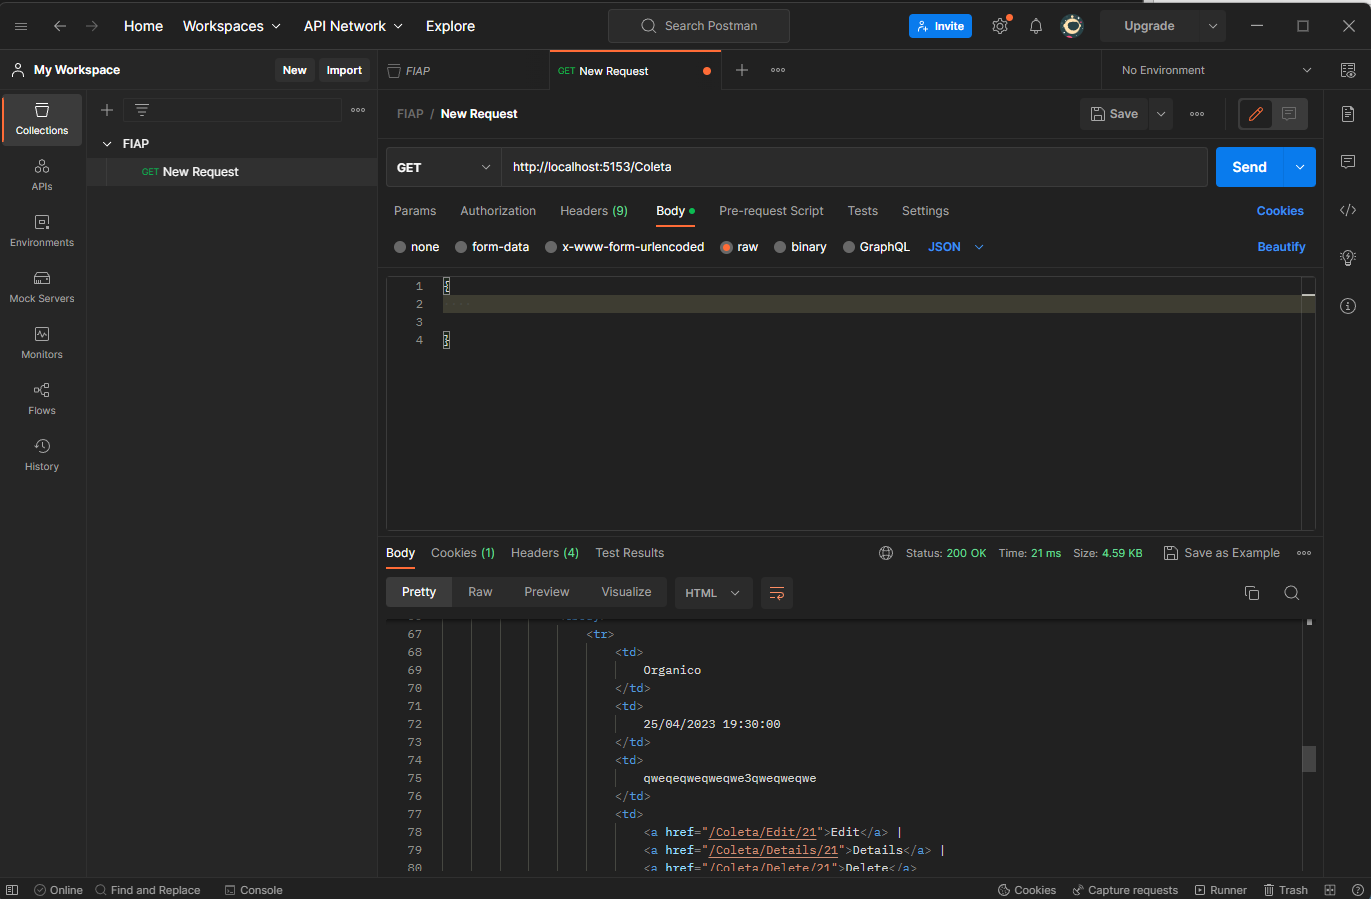 Home Workspaces API Network Explore Search Postman Invite Upgrade
My Workspace New Import FIAP GET New Request No Environment
Collections
APIs
Environments
Mock Servers
Monitors
Flows
History
FIAP
GET New Request
FIAP / New Request Save
GET http://localhost:5153/Coleta Send
Params Authorization Headers (9) Body Pre-request Script Tests Settings Cookies
none form-data x-www-form-urlencoded raw binary GraphQL JSON Beautify
1 {
2
3
4 }
Body Cookies (1) Headers (4) Test Results Status: 200 OK Time: 21 ms Size: 4.59 KB Save as Example
Pretty Raw Preview Visualize HTML
67 <tr>
68 <td>
69 Organico
70 </td>
71 <td>
72 25/04/2023 19:30:00
73 </td>
74 <td>
75 qweqeqweqweqwe3qweqweqwe
76 </td>
77 <td>
78 <a href="/Coleta/Edit/21">Edit</a> |
79 <a href="/Coleta/Details/21">Details</a> |
80 <a href="/Coleta/Delete/21">Delete</a>
Online Find and Replace Console Cookies Capture requests Runner Trash